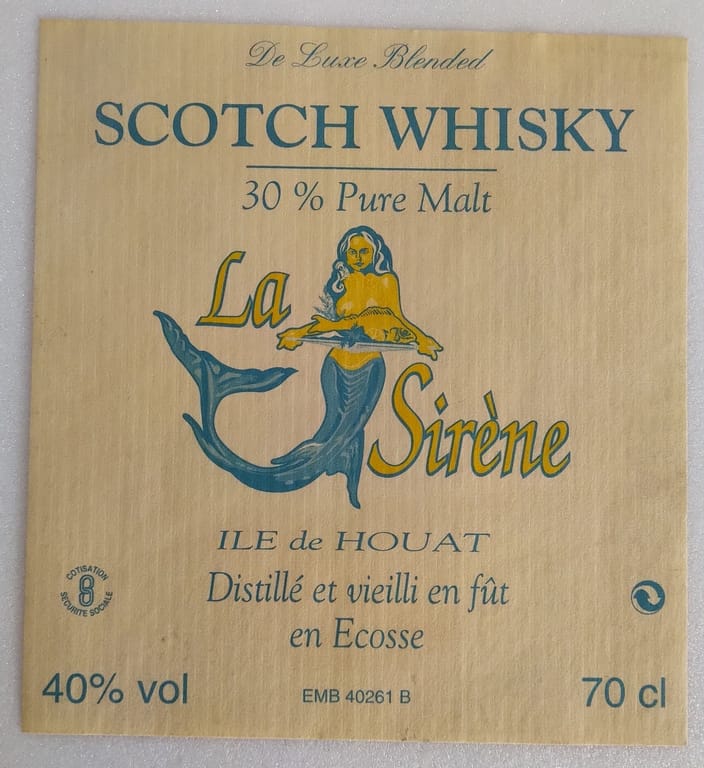 De Luxe Blended
SCOTCH WHISKY
30 % Pure Malt
La
Sirène
ILE de HOUAT
COTISATION
SECURITE SOCIALE
Distillé et vieilli en fût
en Ecosse
40% vol
EMB 40261 B
70 cl